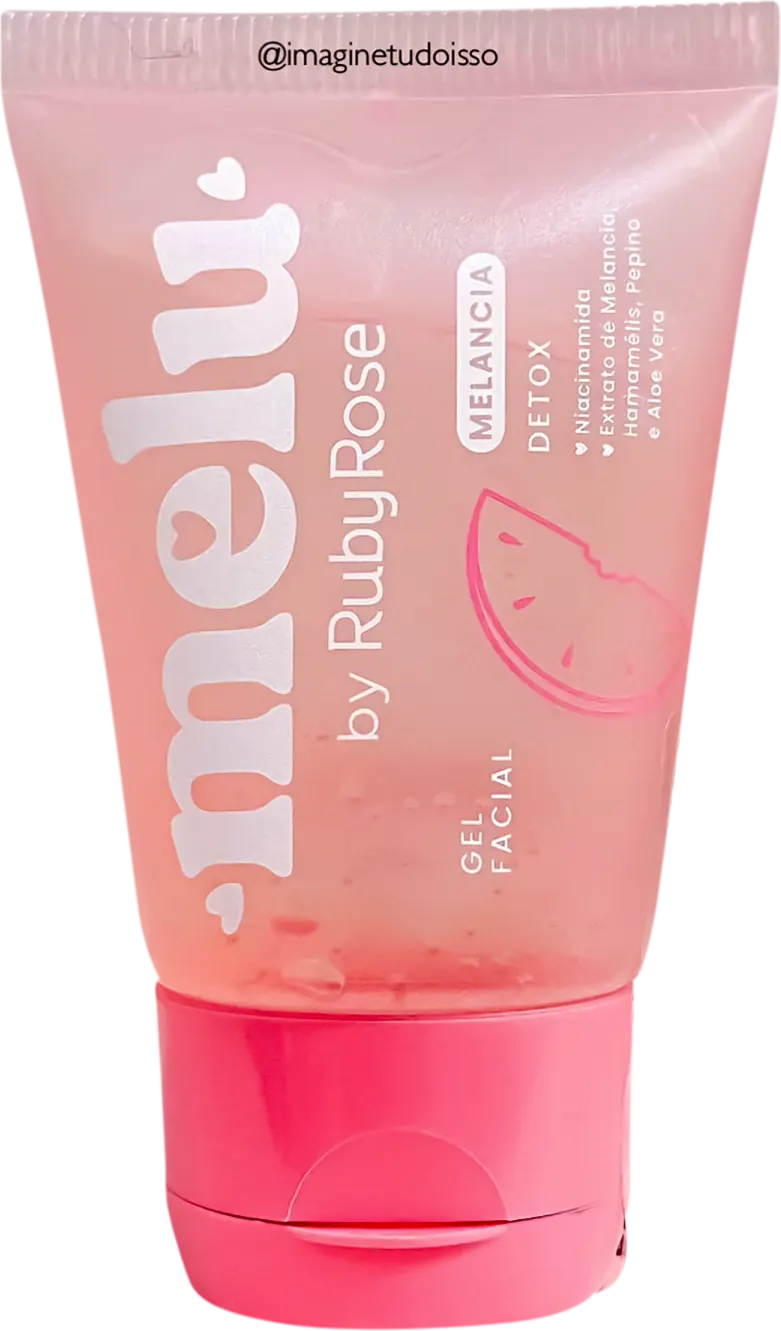 @imaginetudoisso
melu
by RubyRose
MELANCIA
DETOX
Niacinamida
Extrato de Melancia,
Hamamélis, Pepino
e Aloe Vera
GEL
FACIAL